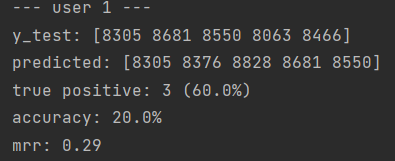 --- user 1 ---
y_test: [8305 8681 8550 8063 8466]
predicted: [8305 8376 8828 8681 8550]
true positive: 3 (60.0%)
accuracy: 20.0%
mrr: 0.29